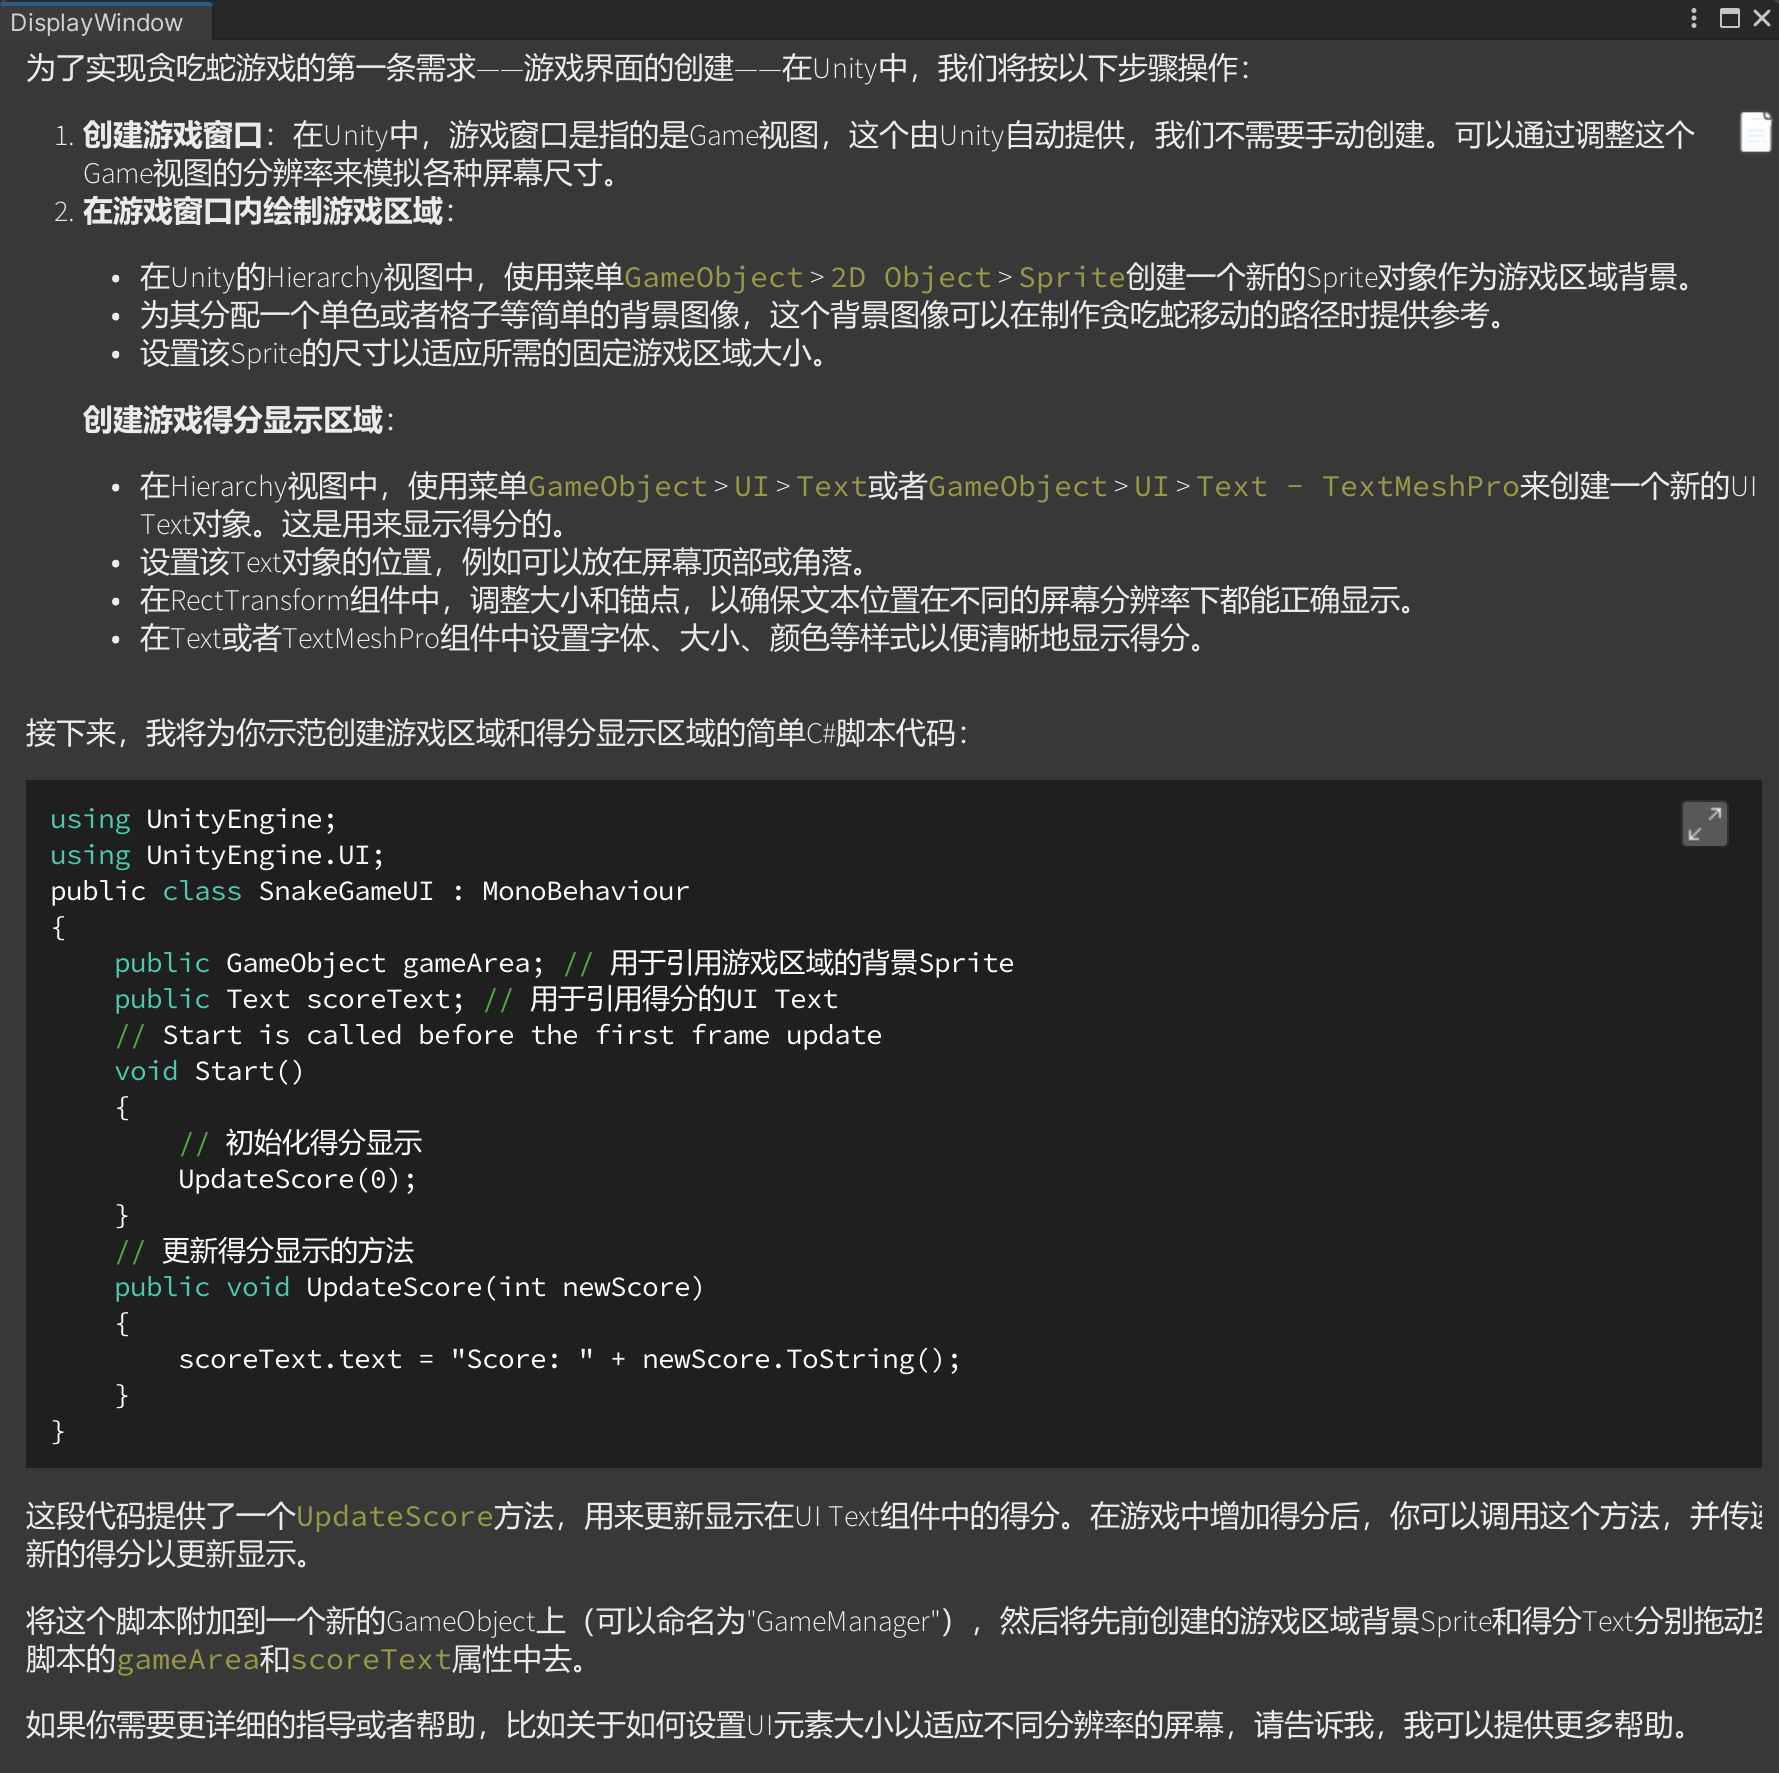 DisplayWindow
为了实现贪吃蛇游戏的第一条需求——游戏界面的创建——在Unity中，我们将按以下步骤操作：
1. 创建游戏窗口：在Unity中，游戏窗口是指的是Game视图，这个由Unity自动提供，我们不需要手动创建。可以通过调整这个
Game视图的分辨率来模拟各种屏幕尺寸。
2. 在游戏窗口内绘制游戏区域：
• 在Unity的Hierarchy视图中，使用菜单GameObject > 2D Object > Sprite创建一个新的Sprite对象作为游戏区域背景。
• 为其分配一个单色或者格子等简单的背景图像，这个背景图像可以在制作贪吃蛇移动的路径时提供参考。
• 设置该Sprite的尺寸以适应所需的固定游戏区域大小。
创建游戏得分显示区域：
• 在Hierarchy视图中，使用菜单GameObject > UI > Text或者GameObject > UI > Text - TextMeshPro来创建一个新的UI
Text对象。这是用来显示得分的。
• 设置该Text对象的位置，例如可以放在屏幕顶部或角落。
• 在RectTransform组件中，调整大小和锚点，以确保文本位置在不同的屏幕分辨率下都能正确显示。
• 在Text或者TextMeshPro组件中设置字体、大小、颜色等样式以便清晰地显示得分。
接下来，我将为你示范创建游戏区域和得分显示区域的简单C#脚本代码：
using UnityEngine;
using UnityEngine.UI;
public class SnakeGameUI : MonoBehaviour
{
    public GameObject gameArea; // 用于引用游戏区域的背景Sprite
    public Text scoreText; // 用于引用得分的UI Text
    // Start is called before the first frame update
    void Start()
    {
        // 初始化得分显示
        UpdateScore(0);
    }
    // 更新得分显示的方法
    public void UpdateScore(int newScore)
    {
        scoreText.text = "Score: " + newScore.ToString();
    }
}
这段代码提供了一个UpdateScore方法，用来更新显示在UI Text组件中的得分。在游戏中增加得分后，你可以调用这个方法，并传递
新的得分以更新显示。
将这个脚本附加到一个新的GameObject上（可以命名为"GameManager"），然后将先前创建的游戏区域背景Sprite和得分Text分别拖动到
脚本的gameArea和scoreText属性中去。
如果你需要更详细的指导或者帮助，比如关于如何设置UI元素大小以适应不同分辨率的屏幕，请告诉我，我可以提供更多帮助。